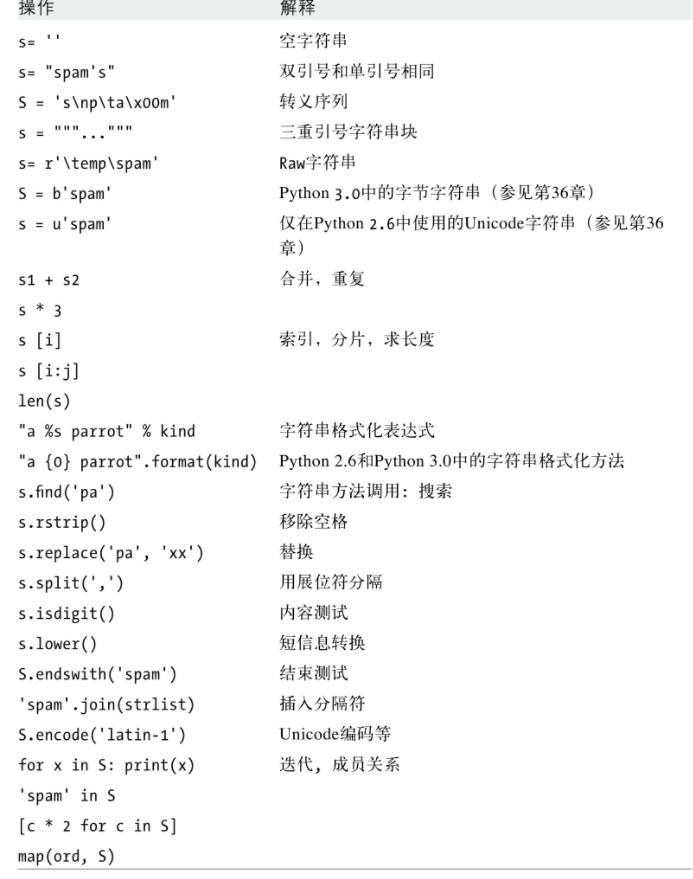 操作 解释
s= '' 空字符串
s= "spam's" 双引号和单引号相同
S = 's\np\ta\x00m' 转义序列
s = """...""" 三重引号字符串块
s= r'\temp\spam' Raw字符串
S = b'spam' Python 3.0中的字节字符串（参见第36章）
s = u'spam' 仅在Python 2.6中使用的Unicode字符串（参见第36
章）
s1 + s2 合并，重复
s * 3
s [i] 索引，分片，求长度
s [i:j]
len(s)
"a %s parrot" % kind 字符串格式化表达式
"a {0} parrot".format(kind) Python 2.6和Python 3.0中的字符串格式化方法
s.find('pa') 字符串方法调用：搜索
s.rstrip() 移除空格
s.replace('pa', 'xx') 替换
s.split(',') 用展位符分隔
s.isdigit() 内容测试
s.lower() 短信息转换
S.endswith('spam') 结束测试
'spam'.join(strlist) 插入分隔符
S.encode('latin-1') Unicode编码等
for x in S: print(x) 迭代，成员关系
'spam' in S
[c * 2 for c in S]
map(ord, S)